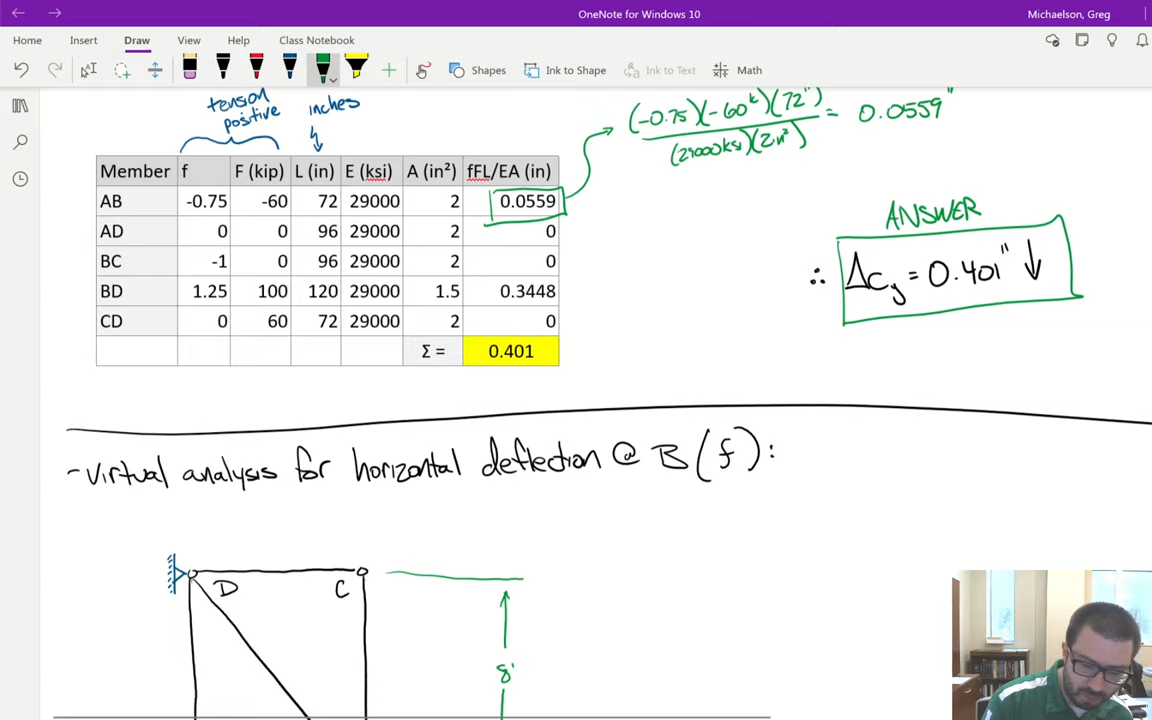 OneNote for Windows 10
Michaelson, Greg
Home Insert Draw View Help Class Notebook
Shapes Ink to Shape Ink to Text Math
tension positive
inches
(-0.75)(-60ᵏ)(72") = 0.0559"
(29000ksi)(2in²)
Member f F (kip) L (in) E (ksi) A (in²) fFL/EA (in)
AB -0.75 -60 72 29000 2 0.0559
AD 0 0 96 29000 2 0
BC -1 0 96 29000 2 0
BD 1.25 100 120 29000 1.5 0.3448
CD 0 60 72 29000 2 0
Σ = 0.401
ANSWER
∴ Δcy = 0.401" ↓
- virtual analysis for horizontal deflection @ B (f):
D C
8'